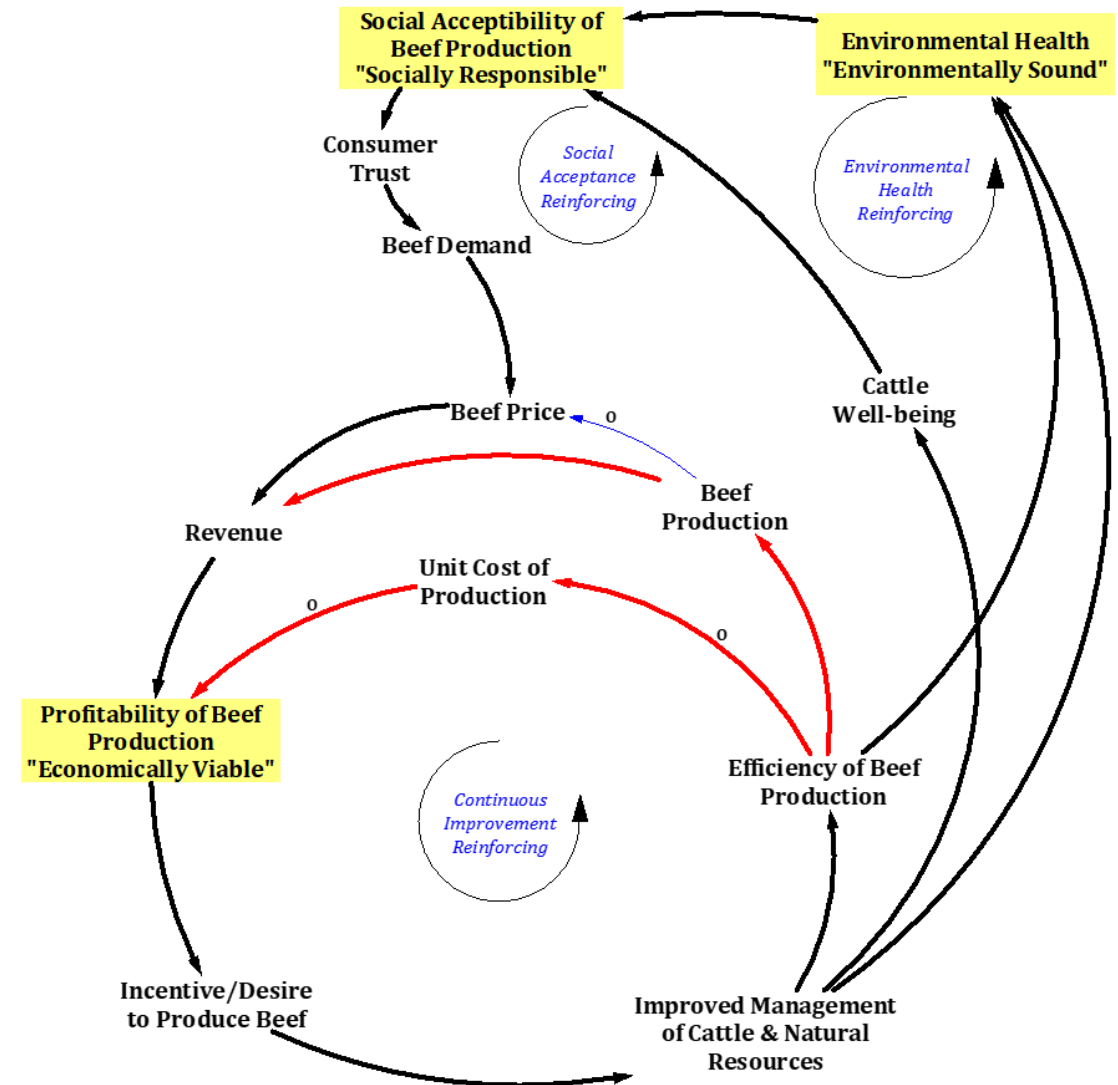 Social Acceptibility of
Beef Production
"Socially Responsible"
Environmental Health
"Environmentally Sound"
Consumer
Trust
Social
Acceptance
Reinforcing
Environmental
Health
Reinforcing
Beef Demand
Cattle
Well-being
Beef Price
o
Beef
Production
Revenue
Unit Cost of
Production
o
o
Profitability of Beef
Production
"Economically Viable"
Efficiency of Beef
Production
Continuous
Improvement
Reinforcing
Incentive/Desire
to Produce Beef
Improved Management
of Cattle & Natural
Resources